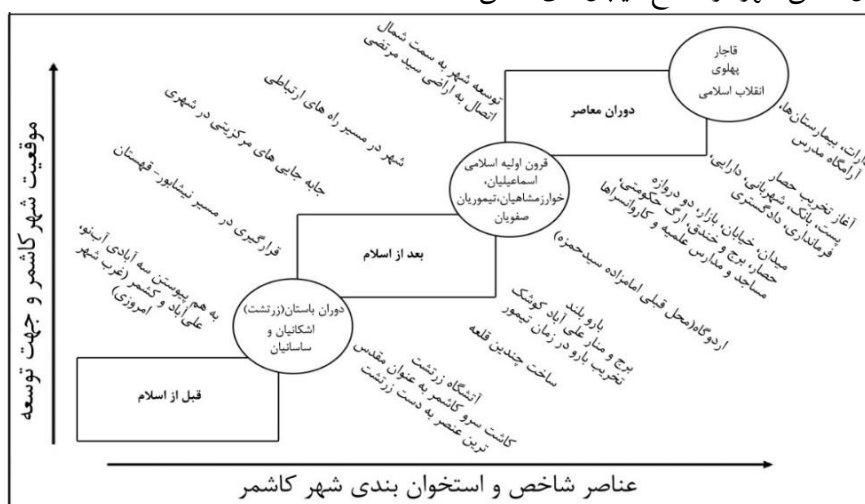 قاجار
پهلوی
انقلاب اسلامی
دوران معاصر
توسعه شهر به سمت شمال
اتصال به اراضی سید مرتضی
شهر در مسیر راه های ارتباطی
جابه جایی های مرکزیتی در شهری
قرارگیری در مسیر نیشابور- قهستان
به هم پیوستن سه آبادی آب‌نو،
علی‌آباد و کشمر (غرب شهر
امروزی)
قرون اولیه اسلامی
اسماعیلیان،
خوارزمشاهیان،تیموریان
صفویان
بعد از اسلام
دوران باستان(زرتشت)
اشکانیان و
ساسانیان
قبل از اسلام
بیمارستان‌ها،
آرامگاه مدرس
آغاز تخریب حصار
پست، بانک، شهربانی، دارایی،
فرمانداری، دادگستری
میدان، خیابان، بازار، دو دروازه
حصار، برج و خندق، ارگ حکومتی،
مساجد و مدارس علمیه و کاروانسراها
اردوگاه(محل قبلی امامزاده سیدحمزه)
بارو بلند
برج و منار علی آباد کوشک
تخریب بارو در زمان تیمور
ساخت چندین قلعه
آتشگاه زرتشت
کاشت سرو کاشمر به عنوان مقدس
ترین عنصر به دست زرتشت
موقعیت شهرکاشمر و جهت توسعه
عناصر شاخص و استخوان بندی شهر کاشمر